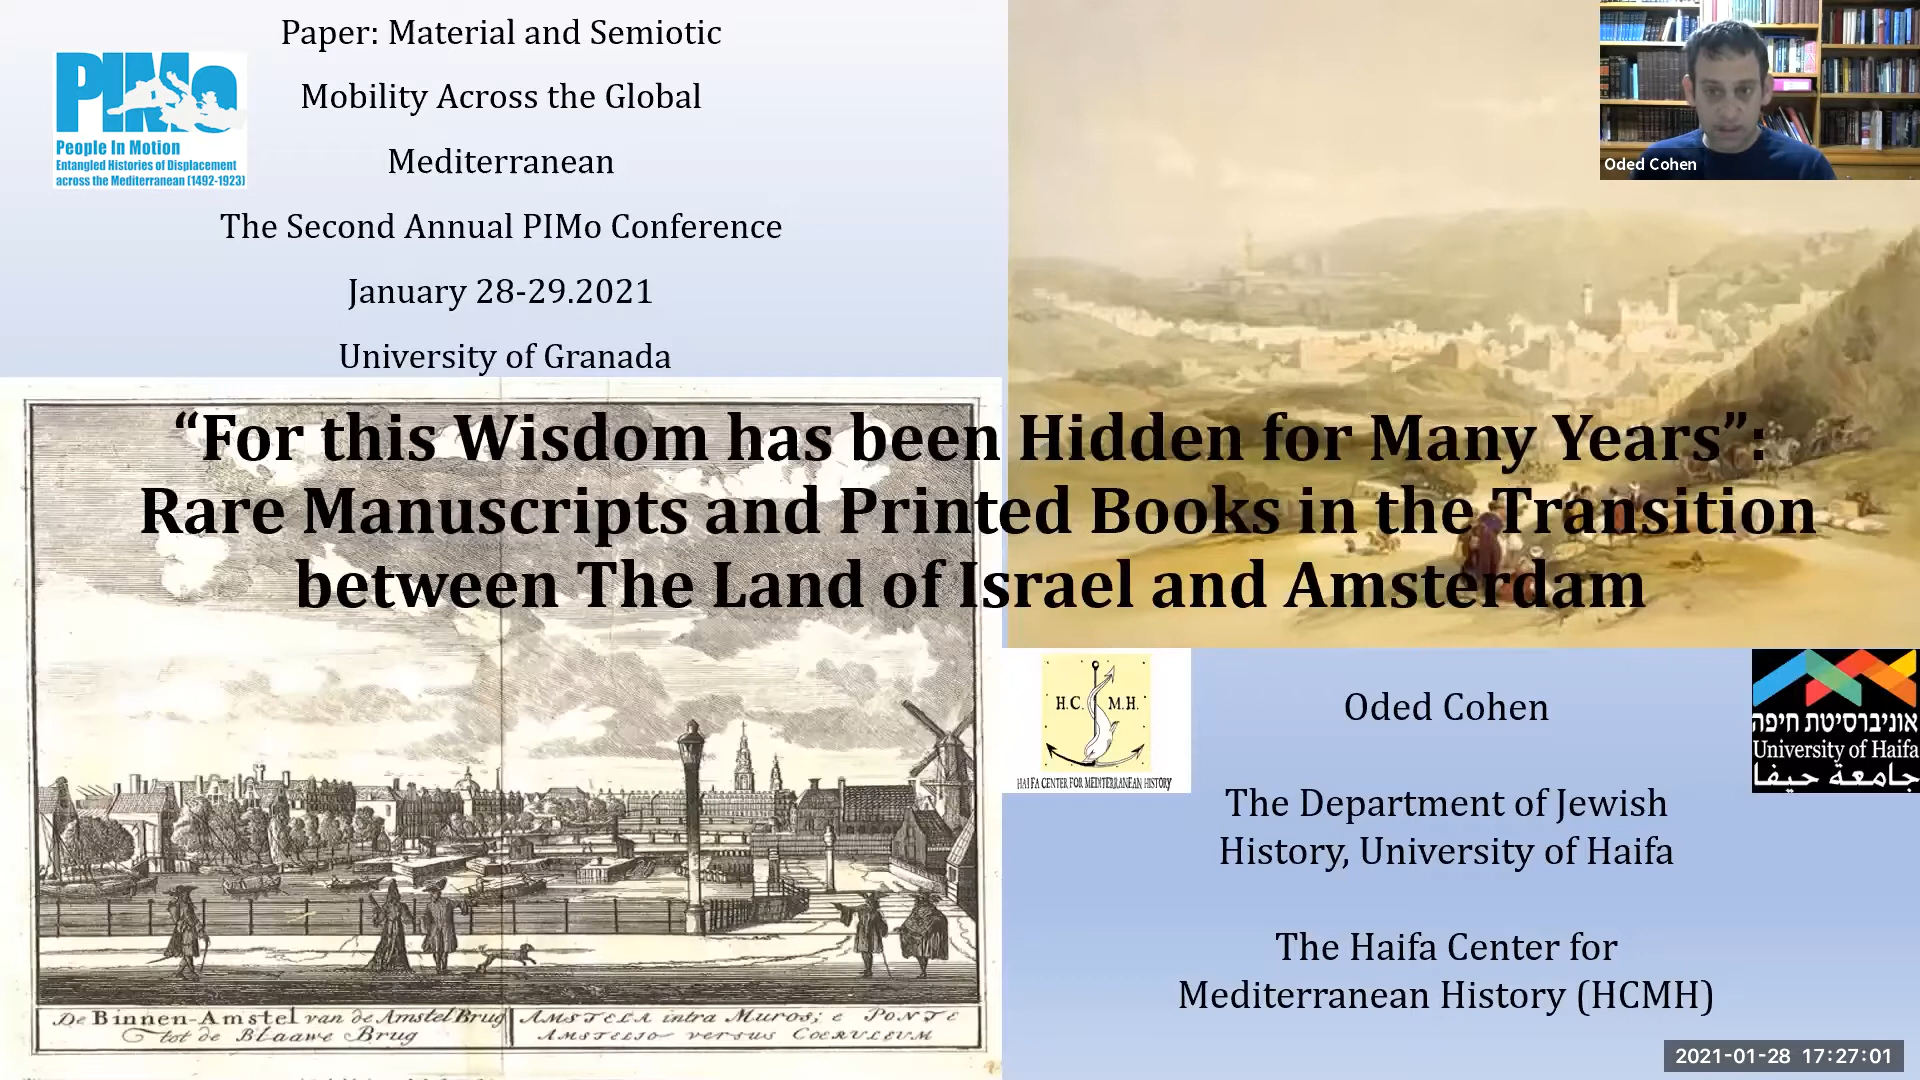 Paper: Material and Semiotic
Mobility Across the Global
Mediterranean
The Second Annual PIMo Conference
January 28-29.2021
University of Granada
PIMo
People In Motion
Entangled Histories of Displacement
across the Mediterranean (1492-1923)
Oded Cohen
“For this Wisdom has been Hidden for Many Years”:
Rare Manuscripts and Printed Books in the Transition
between The Land of Israel and Amsterdam
H.C. M.H.
HAIFA CENTER FOR MEDITERRANEAN HISTORY
Oded Cohen
The Department of Jewish
History, University of Haifa
The Haifa Center for
Mediterranean History (HCMH)
אוניברסיטת חיפה
University of Haifa
جامعة حيفا
De Binnen-Amstel van de Amstel Brug
tot de Blaawe Brug
AMSTELA intra Muros; e PONTE
AMSTELIO versus CŒRULEUM
2021-01-28 17:27:01